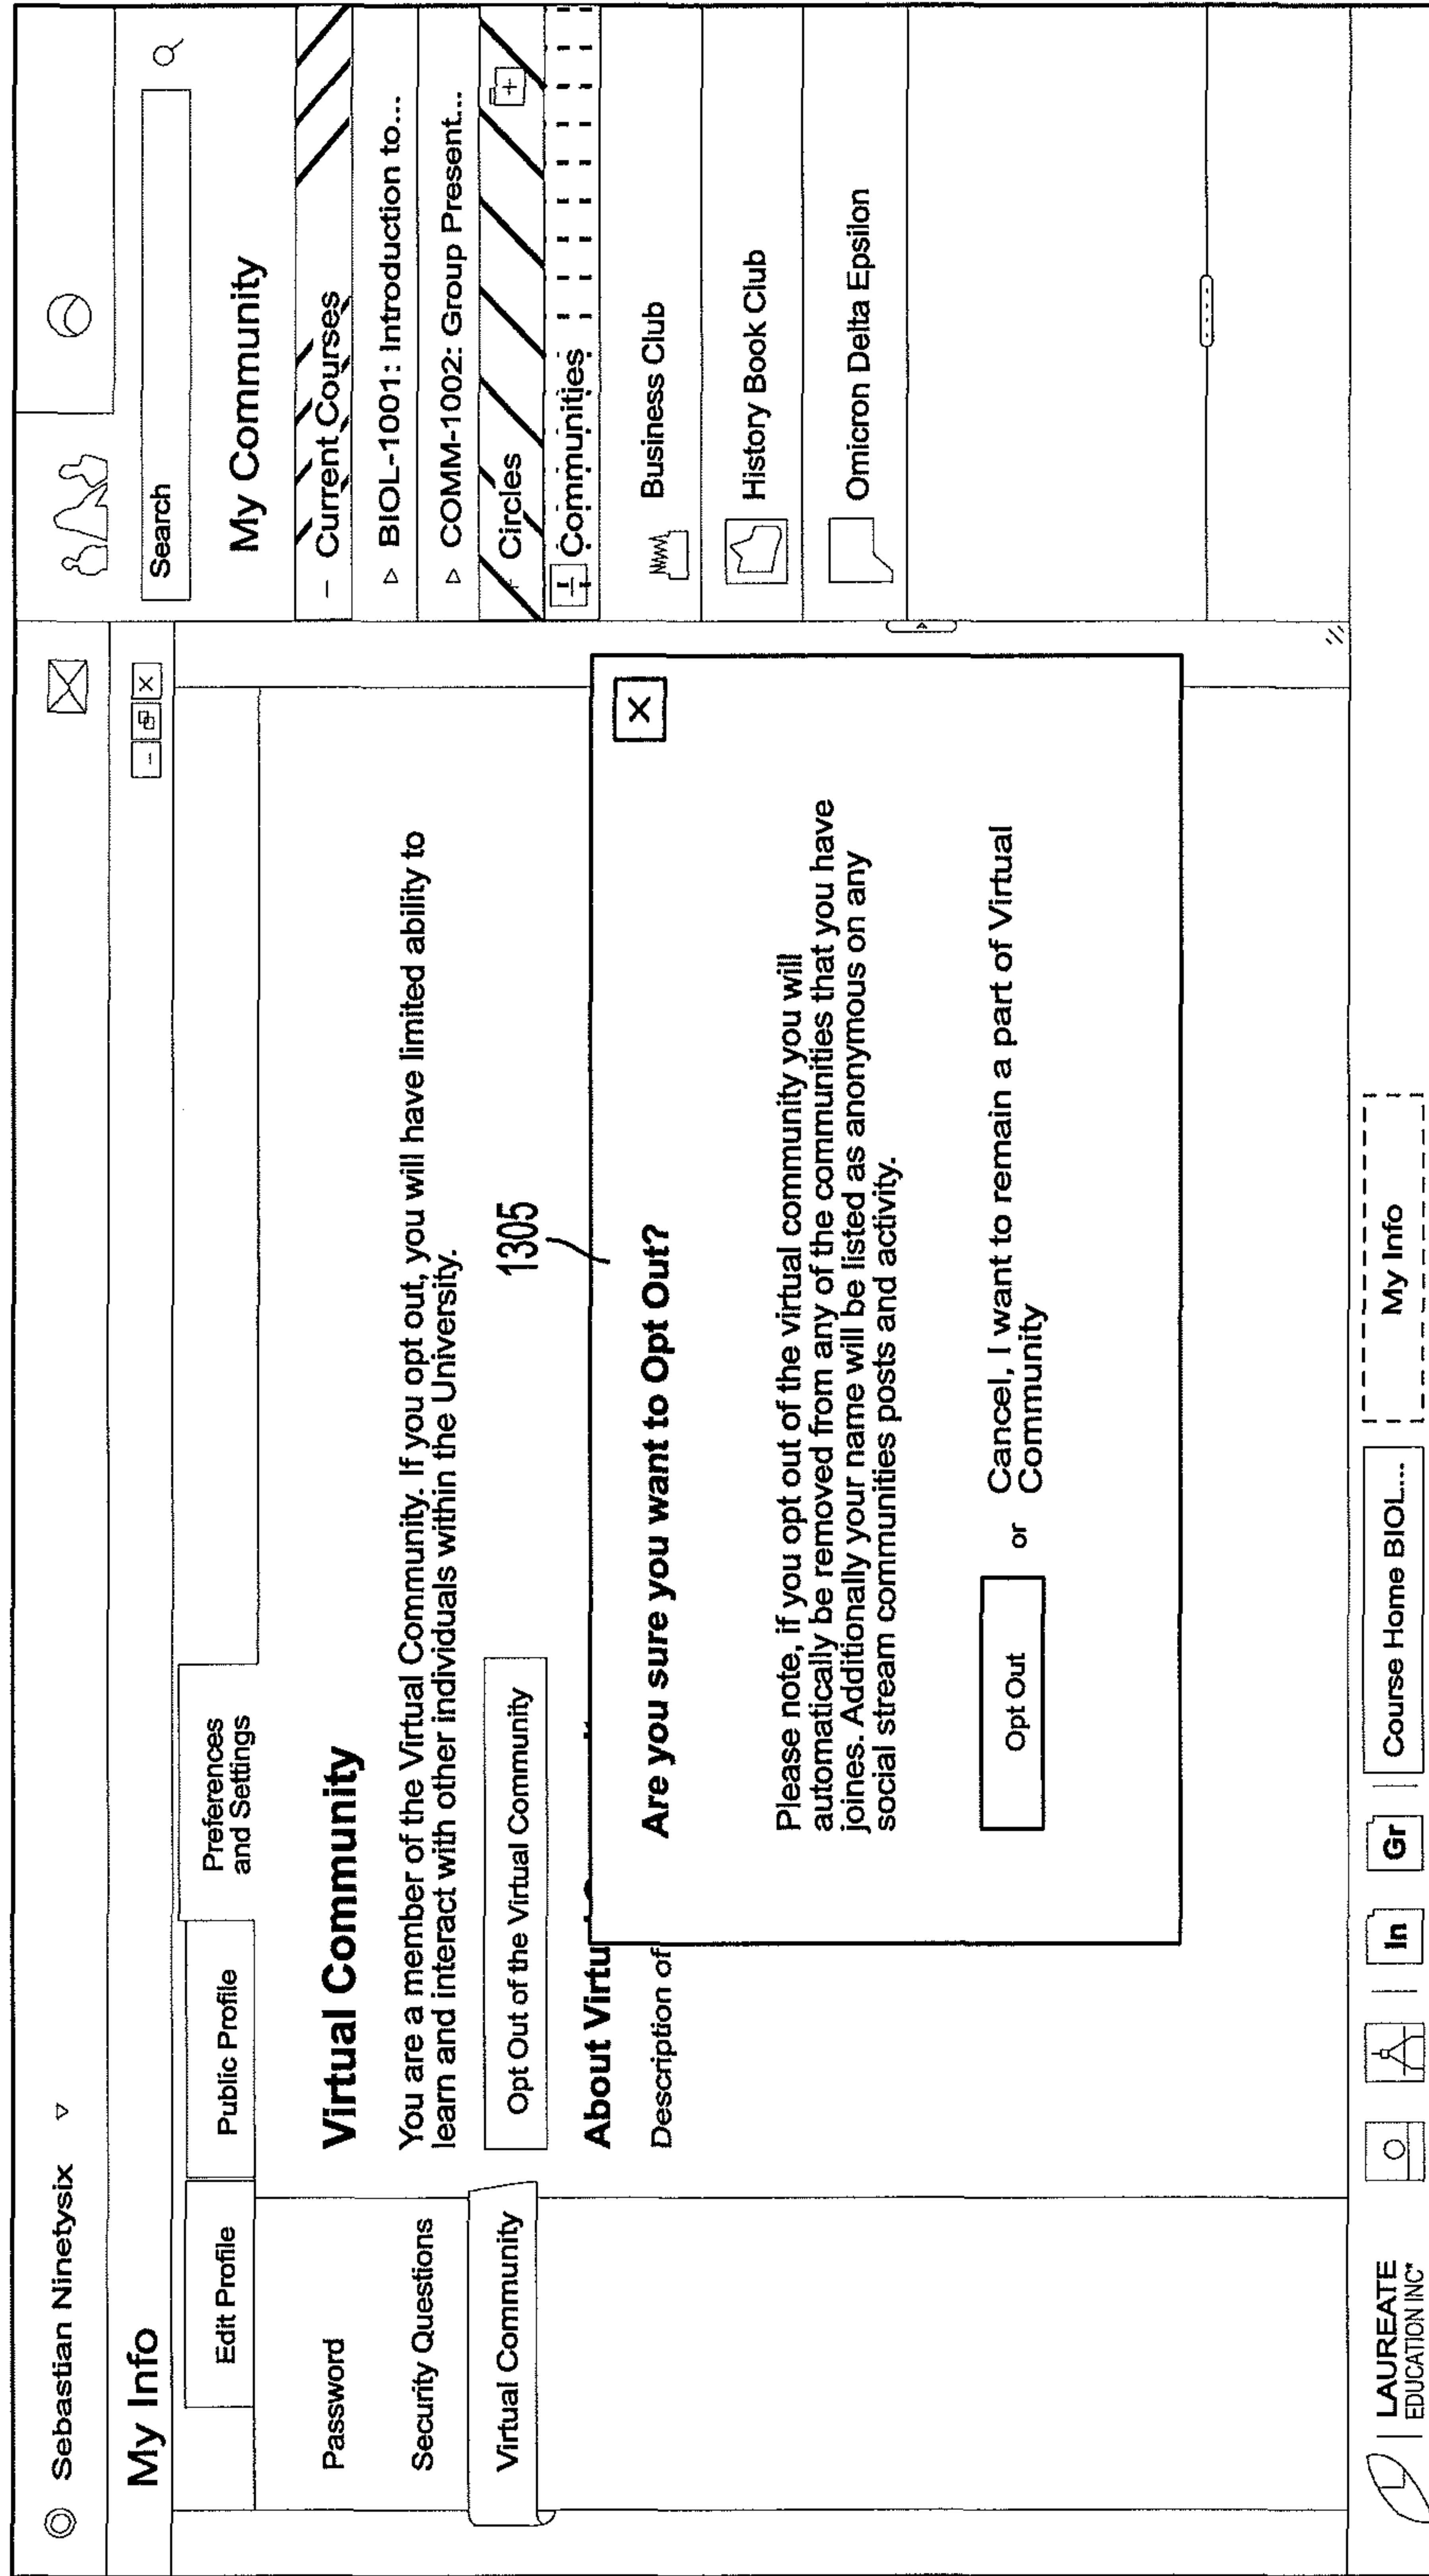 Sebastian Ninetysix
My Info
Edit Profile
Public Profile
Preferences
and Settings
Password
Security Questions
Virtual Community
Virtual Community
You are a member of the Virtual Community. If you opt out, you will have limited ability to
learn and interact with other individuals within the University.
Opt Out of the Virtual Community
About Virtu
Description of
1305
Are you sure you want to Opt Out?
Please note, if you opt out of the virtual community you will
automatically be removed from any of the communities that you have
joines. Additionally your name will be listed as anonymous on any
social stream communities posts and activity.
Opt Out
or
Cancel, I want to remain a part of Virtual
Community
Search
My Community
– Current Courses
BIOL-1001: Introduction to...
COMM-1002: Group Present...
+ Circles
Communities
Business Club
History Book Club
Omicron Delta Epsilon
LAUREATE
EDUCATION INC*
In
Gr
Course Home BIOL...
My Info